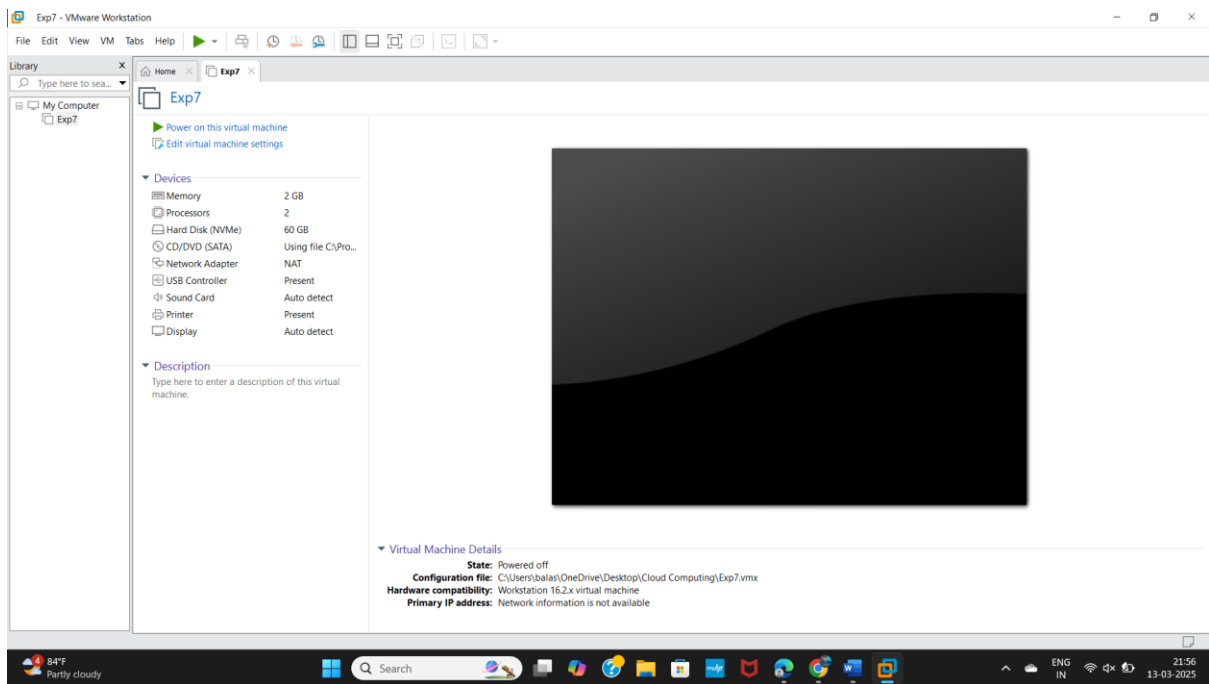 Exp7 - VMware Workstation
File Edit View VM Tabs Help
Library X
Type here to sea...
My Computer
Exp7
Home
Exp7
Exp7
Power on this virtual machine
Edit virtual machine settings
Devices
Memory 2 GB
Processors 2
Hard Disk (NVMe) 60 GB
CD/DVD (SATA) Using file C:\Pro...
Network Adapter NAT
USB Controller Present
Sound Card Auto detect
Printer Present
Display Auto detect
Description
Type here to enter a description of this virtual
machine.
Virtual Machine Details
State: Powered off
Configuration file: C:\Users\balas\OneDrive\Desktop\Cloud Computing\Exp7.vmx
Hardware compatibility: Workstation 16.2.x virtual machine
Primary IP address: Network information is not available
4
84°F
Partly cloudy
Search
ENG
IN
21:56
13-03-2025